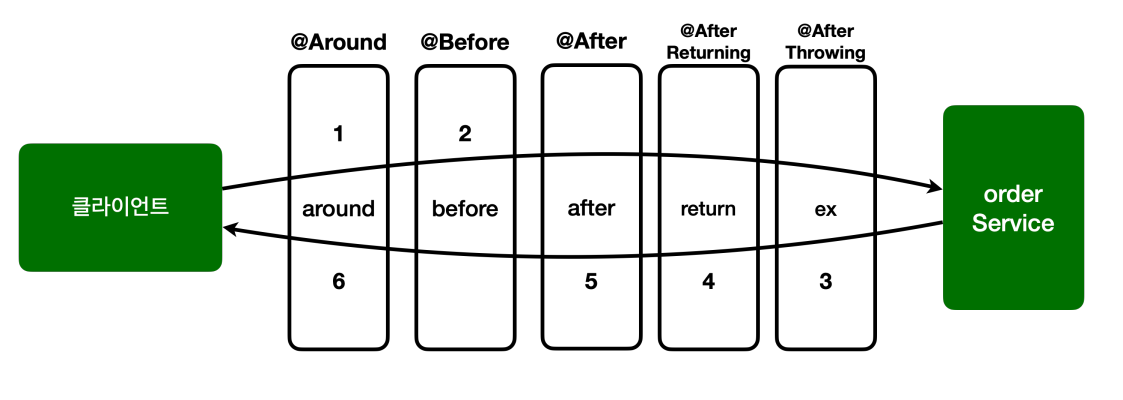 @Around
@Before
@After
@After
Returning
@After
Throwing
1
2
클라이언트
around
before
after
return
ex
order
Service
6
5
4
3